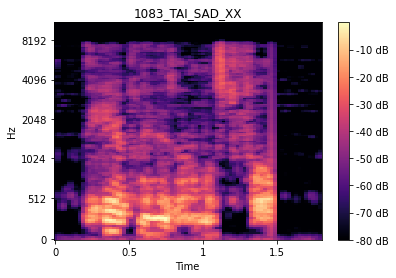 1083_TAI_SAD_XX
8192
4096
2048
1024
512
0
Hz
0
0.5
1
1.5
Time
-10 dB
-20 dB
-30 dB
-40 dB
-50 dB
-60 dB
-70 dB
-80 dB